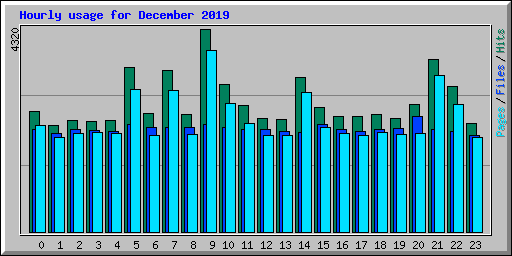 Hourly usage for December 2019
4320
Pages / Files / Hits
0 1 2 3 4 5 6 7 8 9 10 11 12 13 14 15 16 17 18 19 20 21 22 23